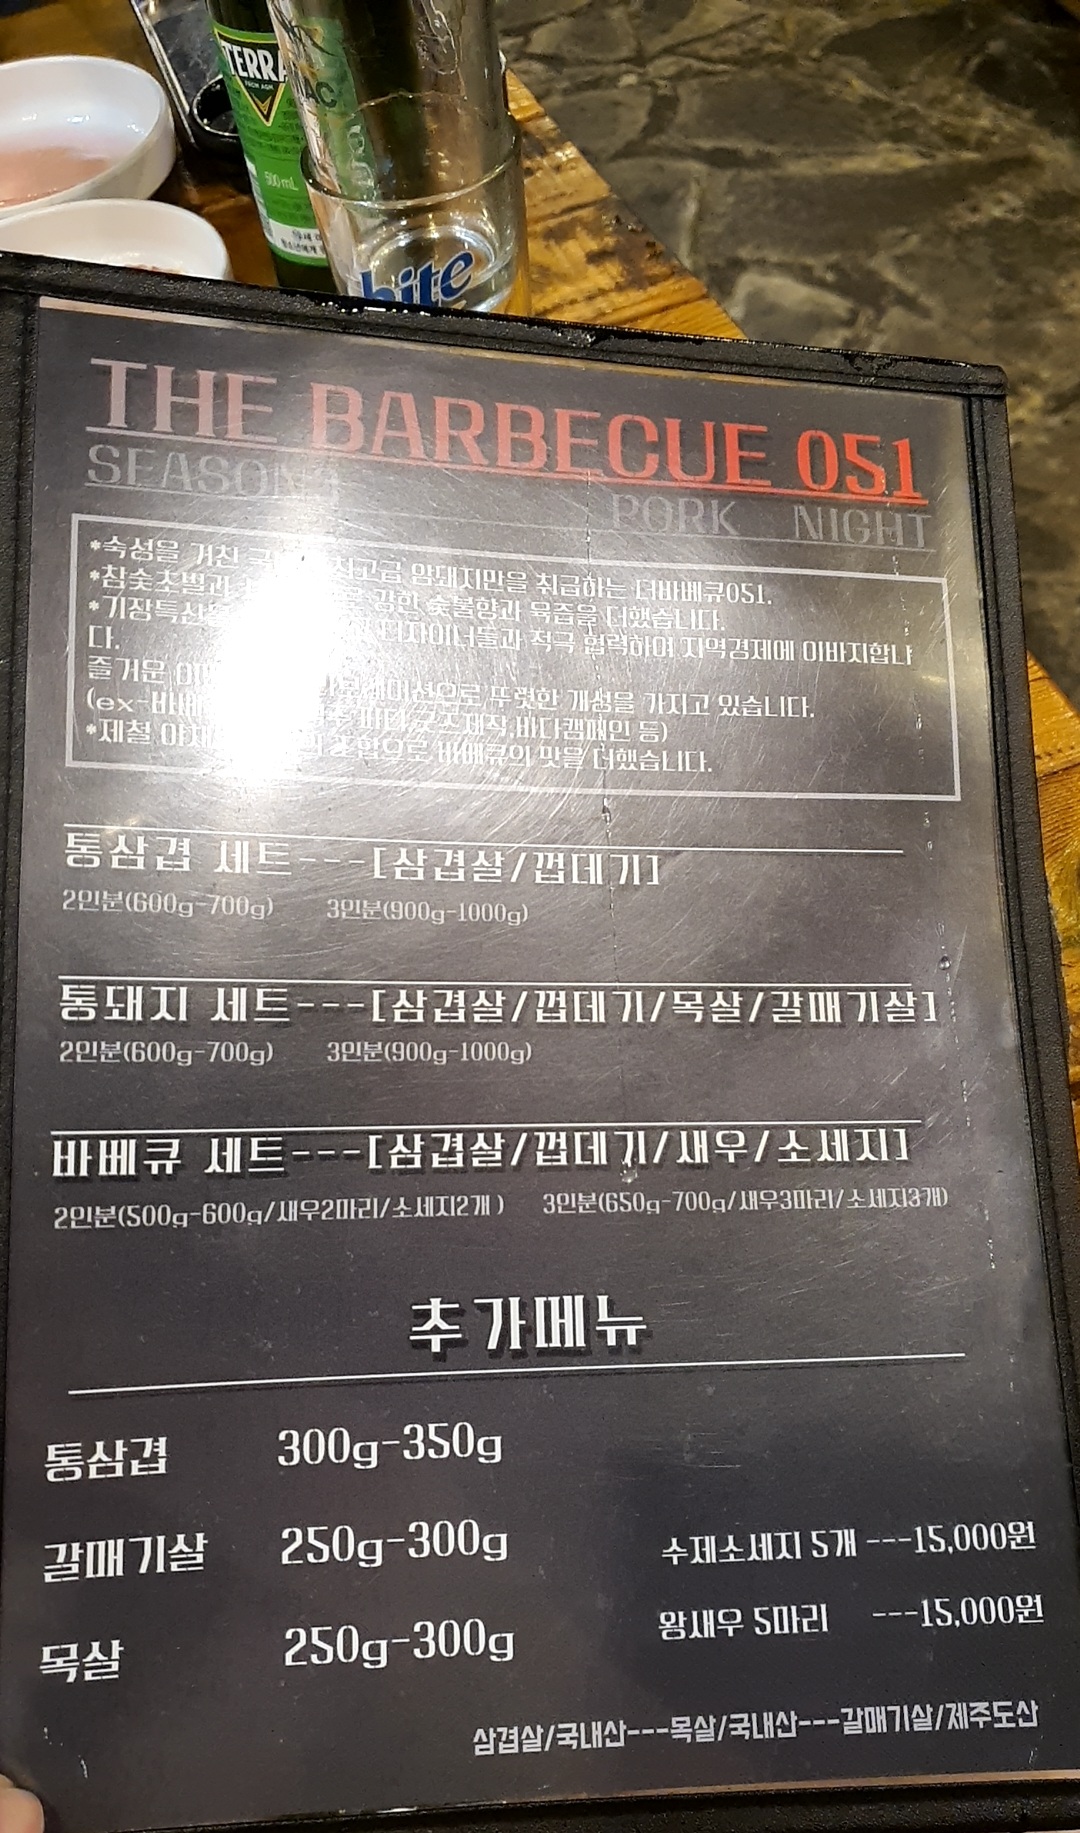 TERRA
500 mL
hite
THE BARBECUE 051
SEASON
PORK NIGHT
*숙성을 거친 최고급 암돼지만을 취급하는 더바베큐051.
*참숯초벌과 강한 숯불향과 육즙을 더했습니다.
*기장특산물 디자이너들과 적극 협력하여 지역경제에 이바지합니
다.
즐거운 뚜렷한 개성을 가지고 있습니다.
(ex-바베 굿즈제작,바다캠페인 등)
*제철 조합으로 바베큐의 맛을 더했습니다.
통삼겹 세트---[삼겹살/껍데기]
2인분(600g-700g) 3인분(900g-1000g)
통돼지 세트---[삼겹살/껍데기/목살/갈매기살]
2인분(600g-700g) 3인분(900g-1000g)
바베큐 세트---[삼겹살/껍데기/새우/소세지]
2인분(500g-600g/새우2마리/소세지2개) 3인분(650g-700g/새우3마리/소세지3개)
추가메뉴
통삼겹 300g-350g
갈매기살 250g-300g
수제소세지 5개 ---15,000원
목살 250g-300g
왕새우 5마리 ---15,000원
삼겹살/국내산---목살/국내산---갈매기살/제주도산